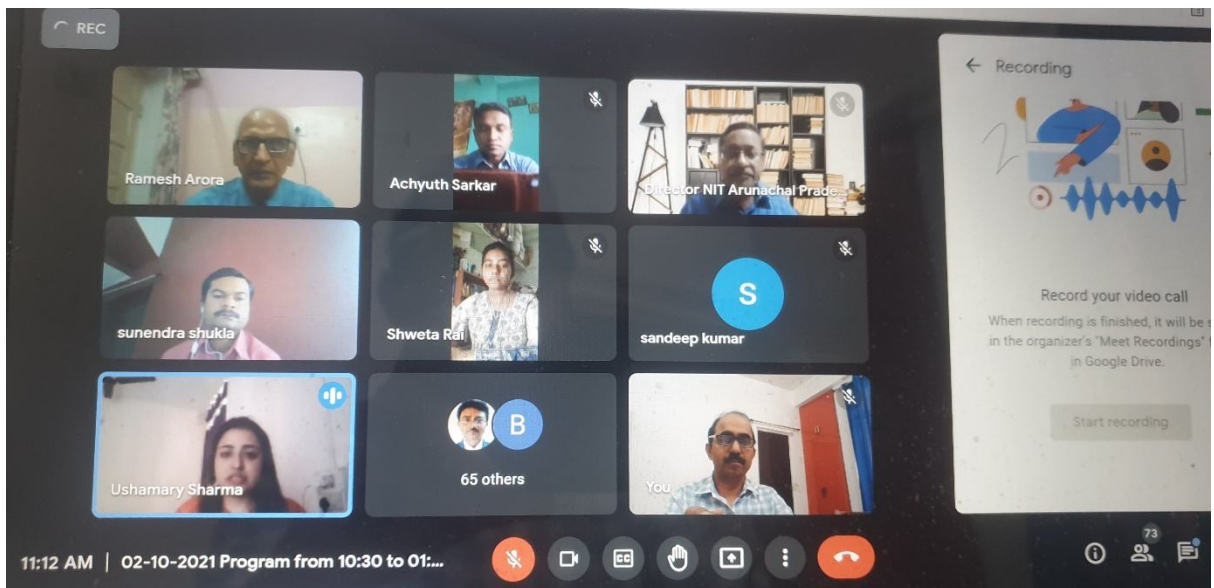 REC
Recording
Ramesh Arora
Achyuth Sarkar
Director NIT Arunachal Prade...
sunendra shukla
Shweta Rai
S
sandeep kumar
Record your video call
When recording is finished, it will be s
in the organizer's "Meet Recordings"
in Google Drive.
Start recording
Ushamary Sharma
B
65 others
You
11:12 AM | 02-10-2021 Program from 10:30 to 01:...
CC
73